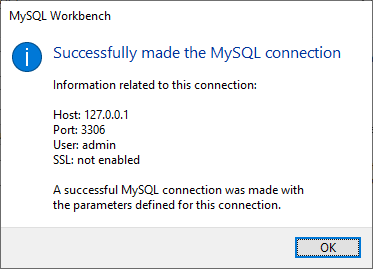 MySQL Workbench
Successfully made the MySQL connection
Information related to this connection:
Host: 127.0.0.1
Port: 3306
User: admin
SSL: not enabled
A successful MySQL connection was made with
the parameters defined for this connection.
OK